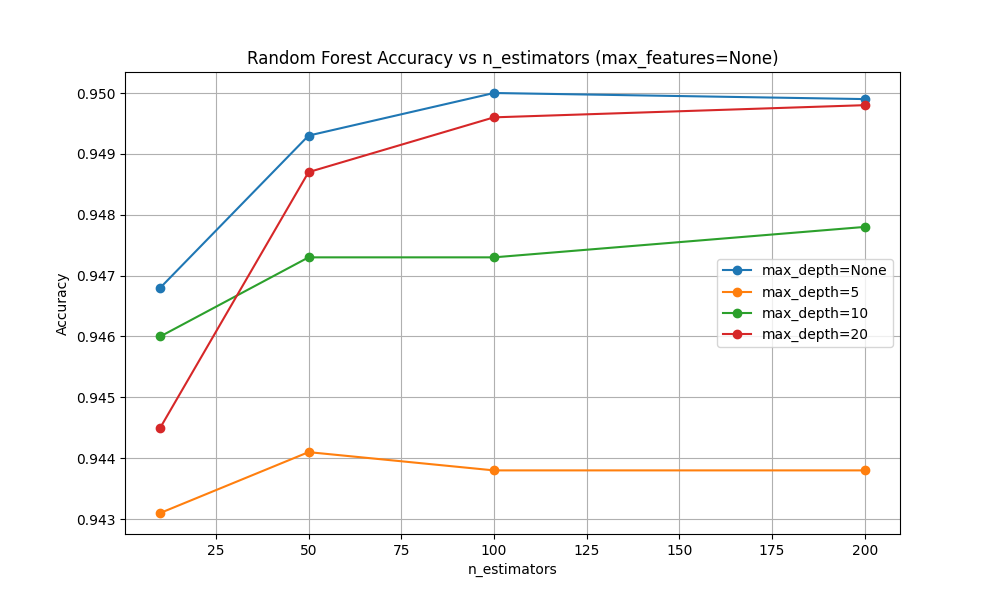 Random Forest Accuracy vs n_estimators (max_features=None)
Accuracy
0.950
0.949
0.948
0.947
0.946
0.945
0.944
0.943
max_depth=None
max_depth=5
max_depth=10
max_depth=20
25 50 75 100 125 150 175 200
n_estimators